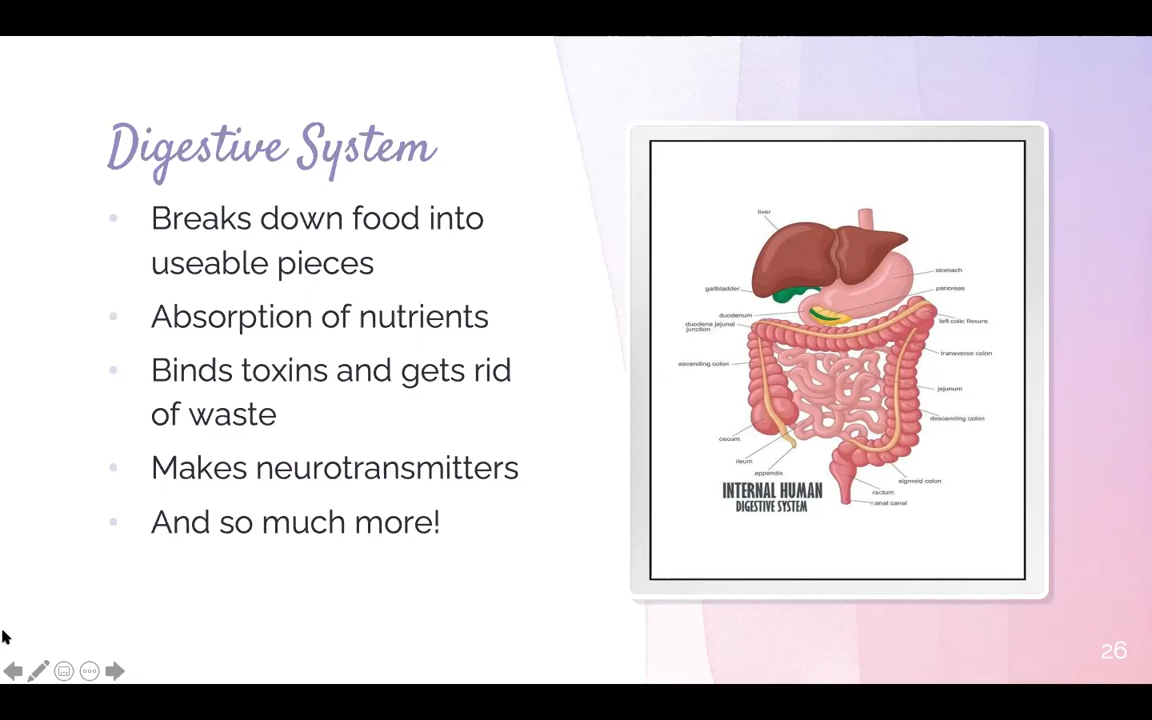 Digestive System
• Breaks down food into
useable pieces
• Absorption of nutrients
• Binds toxins and gets rid
of waste
• Makes neurotransmitters
• And so much more!
liver
stomach
gallbladder
pancreas
duodenum
left colic flexure
duodena jejunal
junction
transverse colon
ascending colon
jejunum
descending colon
cecum
ileum
appendix
sigmoid colon
rectum
anal canal
INTERNAL HUMAN
DIGESTIVE SYSTEM
26